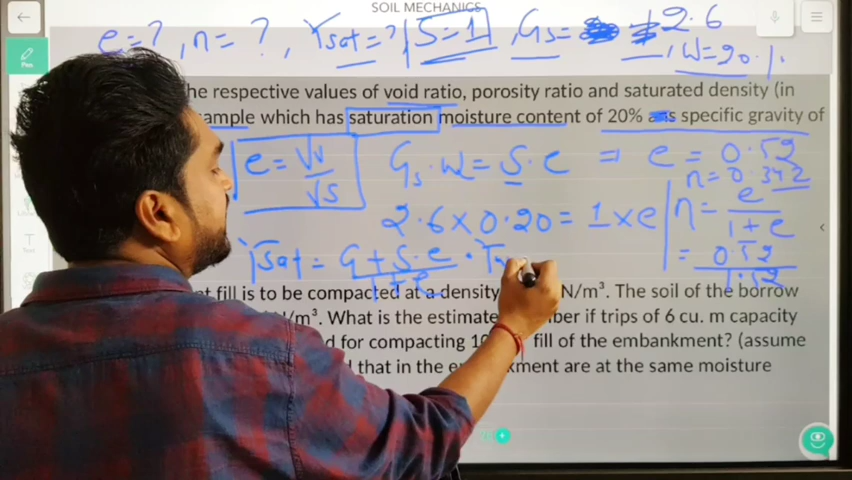 SOIL MECHANICS
e=?, n= ?, γsat=?, S=1, Gs= 2.6
W=20%
Pen
he respective values of void ratio, porosity ratio and saturated density (in
ample which has saturation moisture content of 20% specific gravity of
e = Vv/Vs
Gs.W = S.e ⇒ e = 0.52
n=0.342
2.6 x 0.20 = 1 x e
n = e/1+e
= 0.52/1.52
γsat = G+S.e/1+e . γ
t fill is to be compacted at a density N/m³. The soil of the borrow
N/m³. What is the estimate ber if trips of 6 cu. m capacity
d for compacting 10 fill of the embankment? (assume
d that in the e kment are at the same moisture